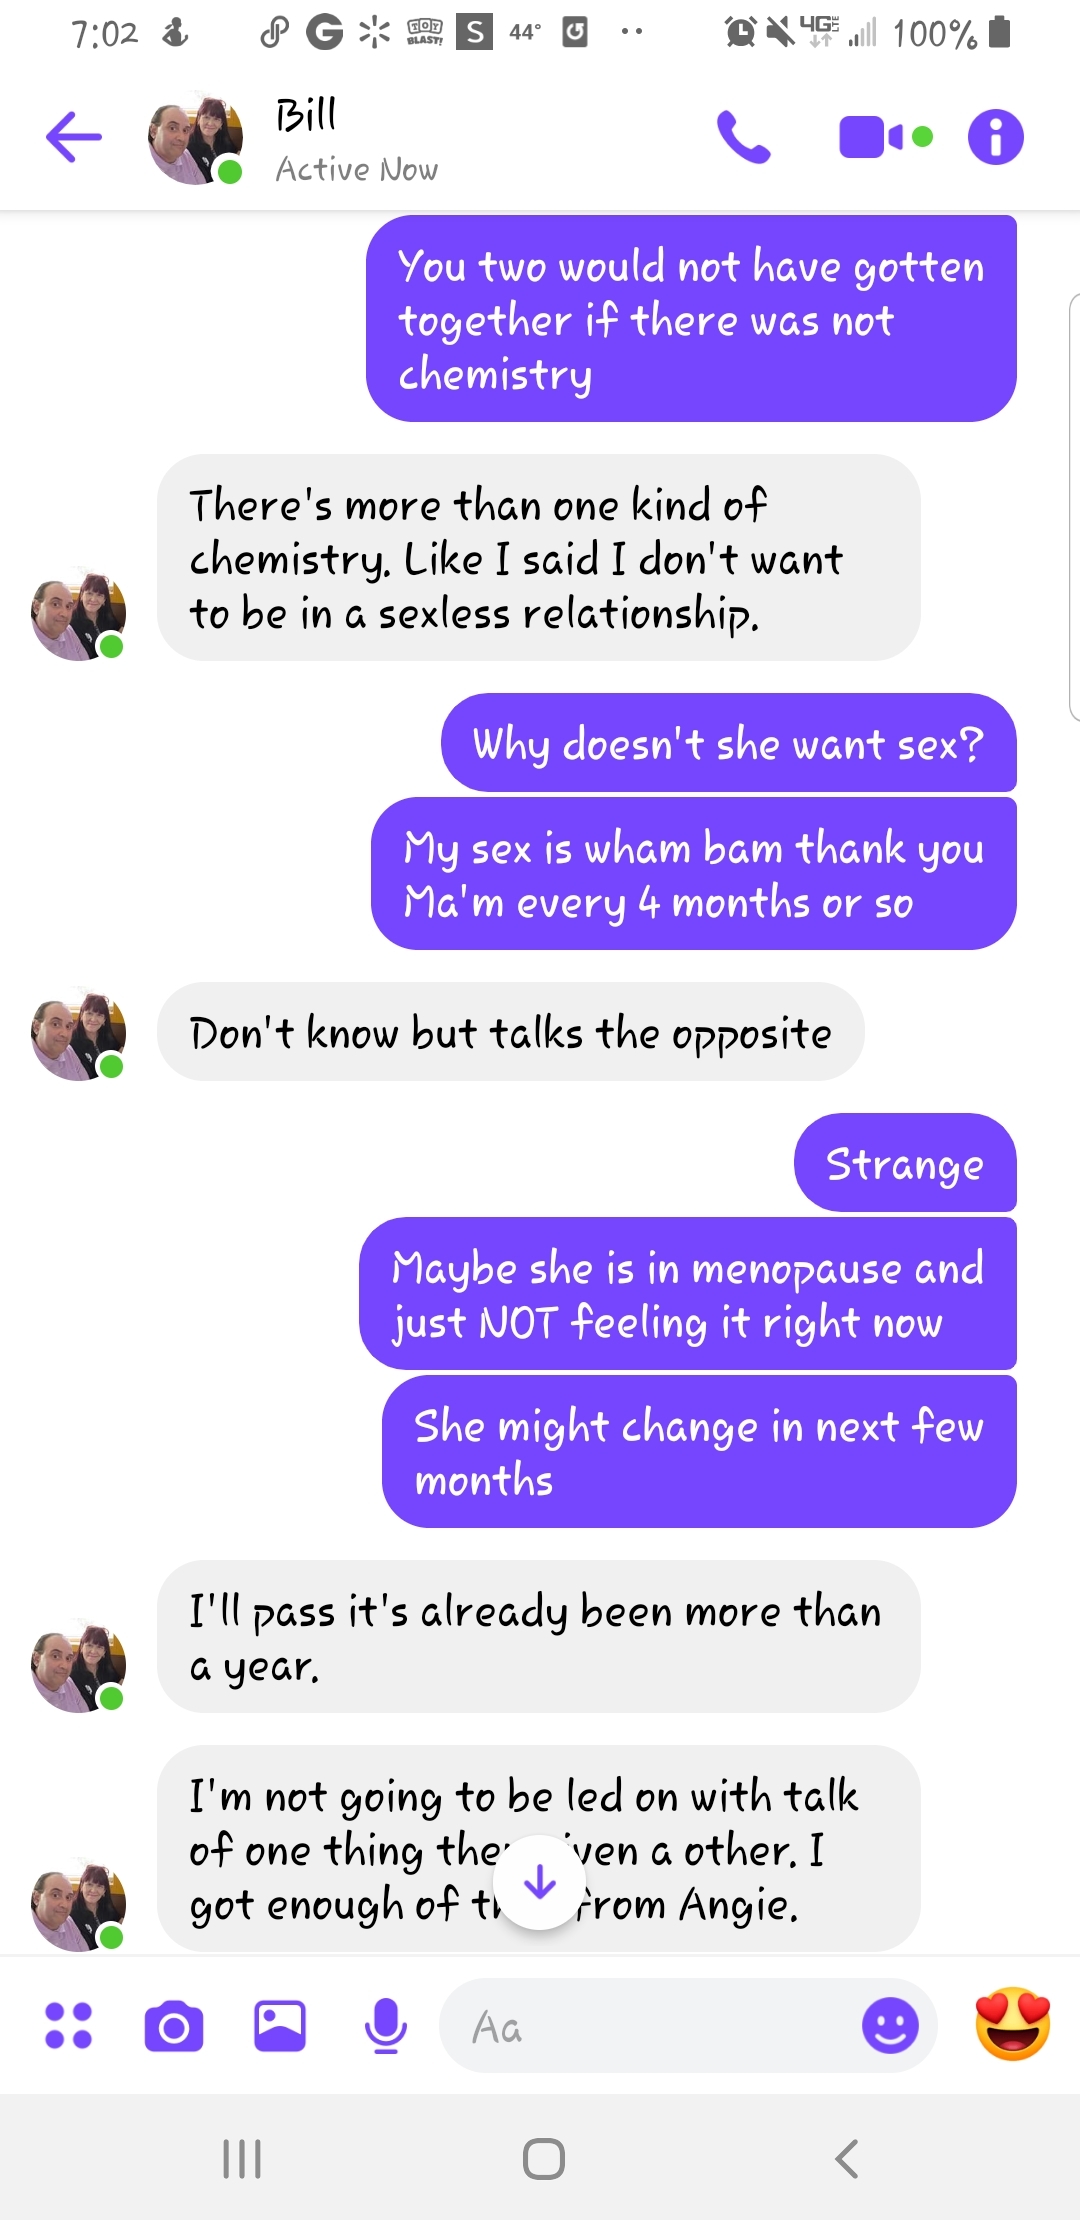 7:02 G TOY BLAST! S 44° 4G LTE 100%
Bill
Active Now
You two would not have gotten
together if there was not
chemistry
There's more than one kind of
chemistry. Like I said I don't want
to be in a sexless relationship.
Why doesn't she want sex?
My sex is wham bam thank you
Ma'm every 4 months or so
Don't know but talks the opposite
Strange
Maybe she is in menopause and
just NOT feeling it right now
She might change in next few
months
I'll pass it's already been more than
a year.
I'm not going to be led on with talk
of one thing a other. I
got enough of from Angie.
Aa